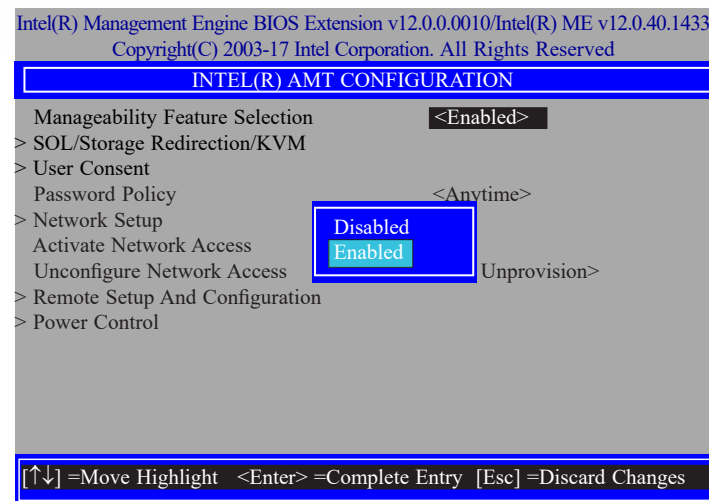 Intel(R) Management Engine BIOS Extension v12.0.0.0010/Intel(R) ME v12.0.40.1433
Copyright(C) 2003-17 Intel Corporation. All Rights Reserved
INTEL(R) AMT CONFIGURATION
Manageability Feature Selection <Enabled>
> SOL/Storage Redirection/KVM
> User Consent
Password Policy <Anytime>
> Network Setup
Disabled
Activate Network Access
Enabled
Unconfigure Network Access Unprovision>
> Remote Setup And Configuration
> Power Control
[↑↓] =Move Highlight <Enter> =Complete Entry [Esc] =Discard Changes